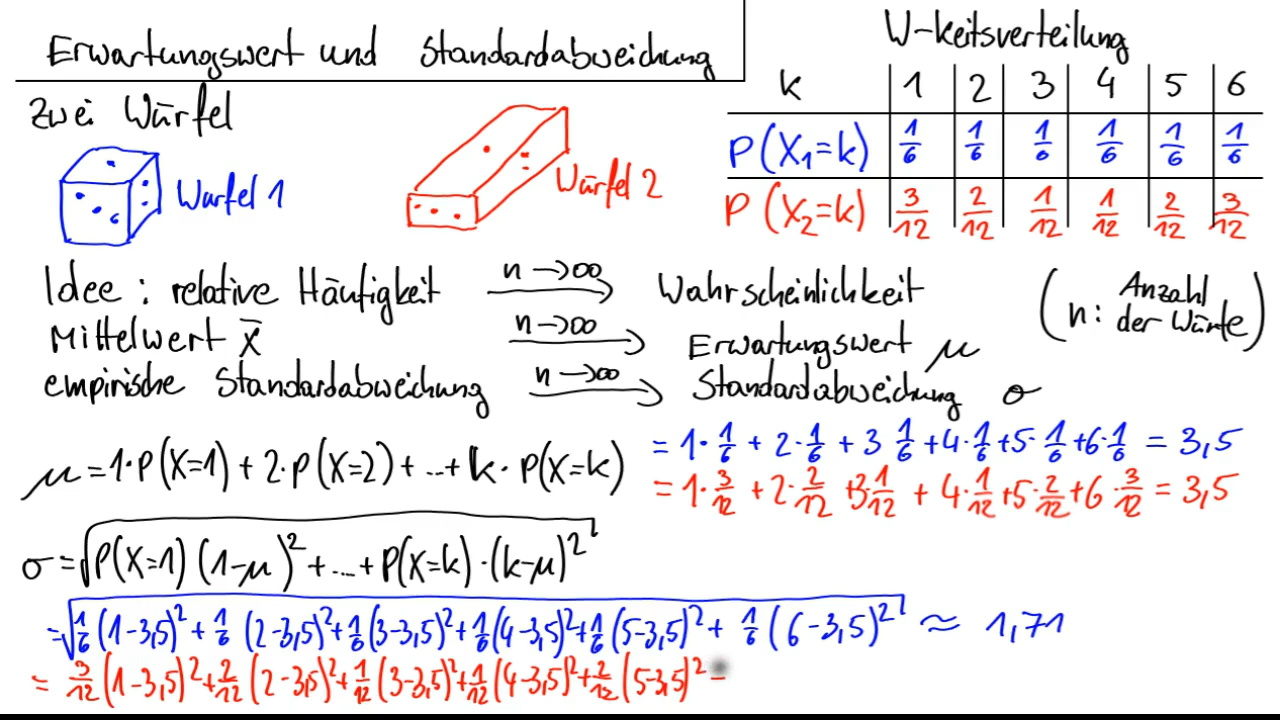 Erwartungswert und Standardabweichung
Zwei Würfel
Würfel 1
Würfel 2
W-keitsverteilung
k 1 2 3 4 5 6
P(X₁=k) 1/6 1/6 1/6 1/6 1/6 1/6
P(X₂=k) 3/12 2/12 1/12 1/12 2/12 3/12
Idee: relative Häufigkeit n→∞ Wahrscheinlichkeit
Mittelwert x̄ n→∞ Erwartungswert μ
empirische Standardabweichung n→∞ Standardabweichung σ
(n: Anzahl der Würfe)
μ=1·P(X=1)+2·P(X=2)+...+k·P(X=k)
=1·1/6+2·1/6+3 1/6+4·1/6+5·1/6+6·1/6=3,5
=1·3/12+2·2/12+3 1/12+4·1/12+5·2/12+6·3/12=3,5
σ=√(P(X=1)(1-μ)²+...+P(X=k)·(k-μ)²)
=√(1/6(1-3,5)²+1/6(2-3,5)²+1/6(3-3,5)²+1/6(4-3,5)²+1/6(5-3,5)²+1/6(6-3,5)²)≈1,71
=3/12(1-3,5)²+2/12(2-3,5)²+1/12(3-3,5)²+1/12(4-3,5)²+2/12(5-3,5)²-